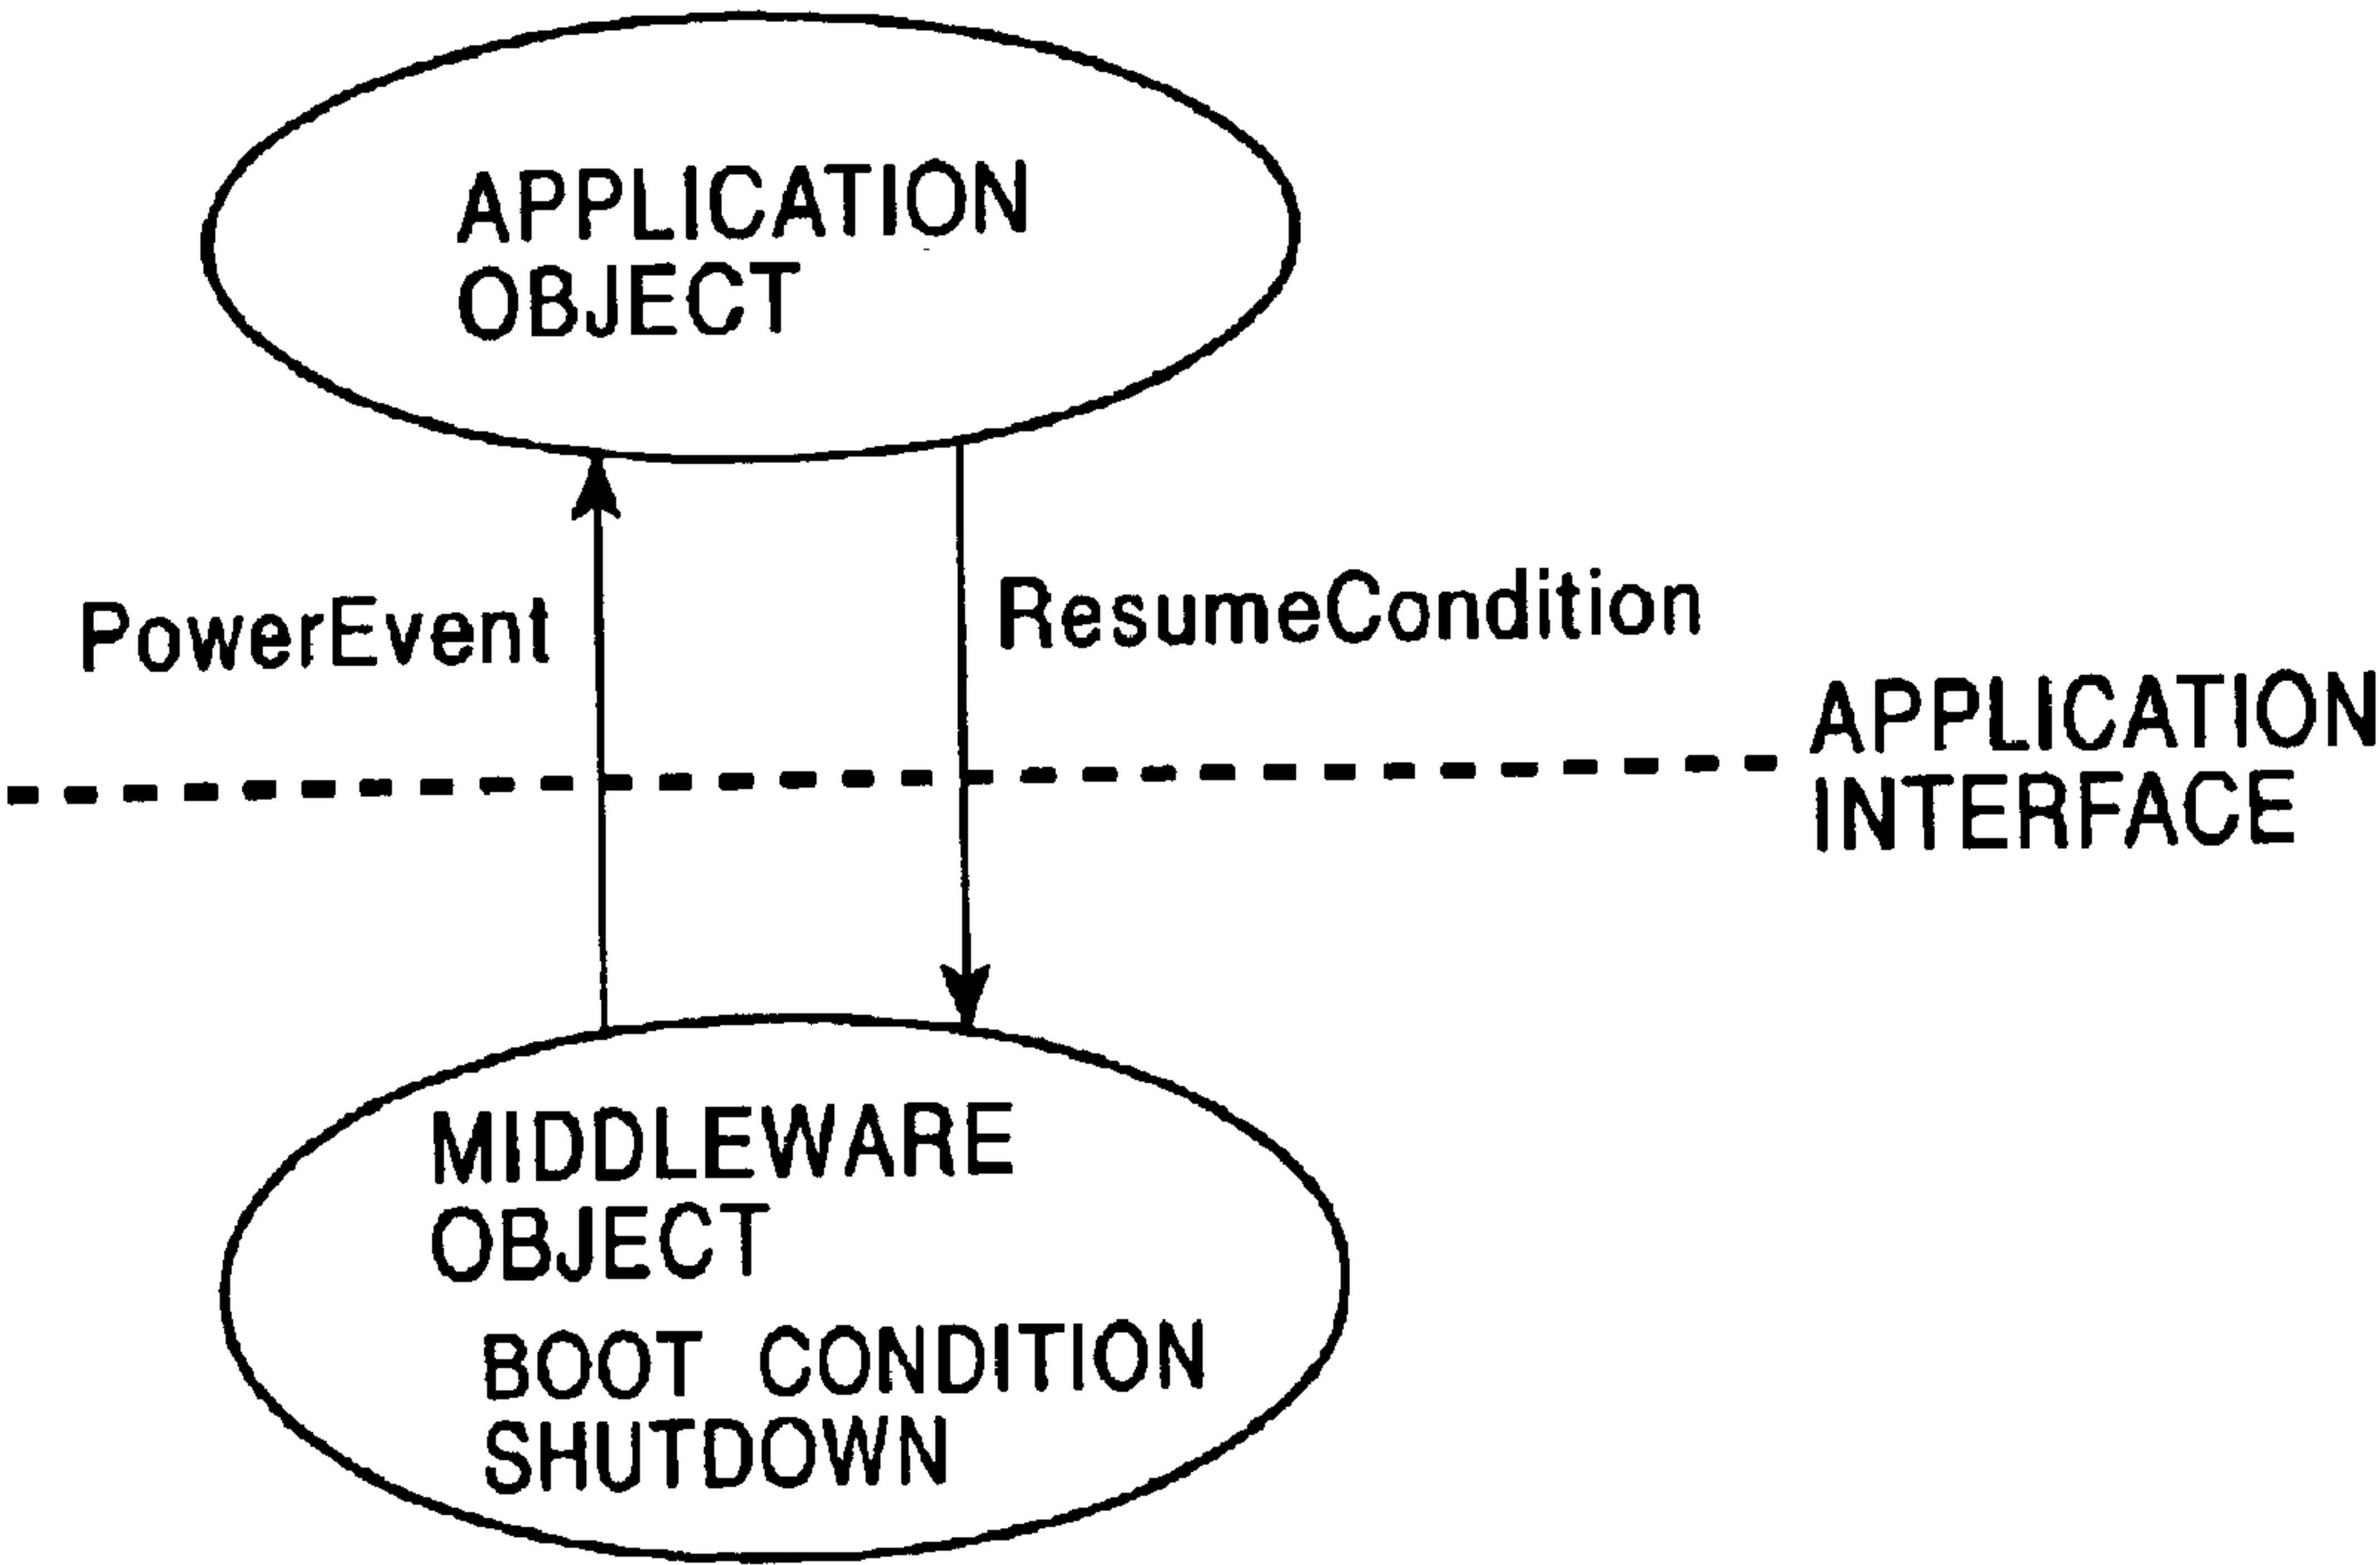 APPLICATION
OBJECT
PowerEvent
ResumeCondition
APPLICATION
INTERFACE
MIDDLEWARE
OBJECT
BOOT CONDITION
SHUTDOWN